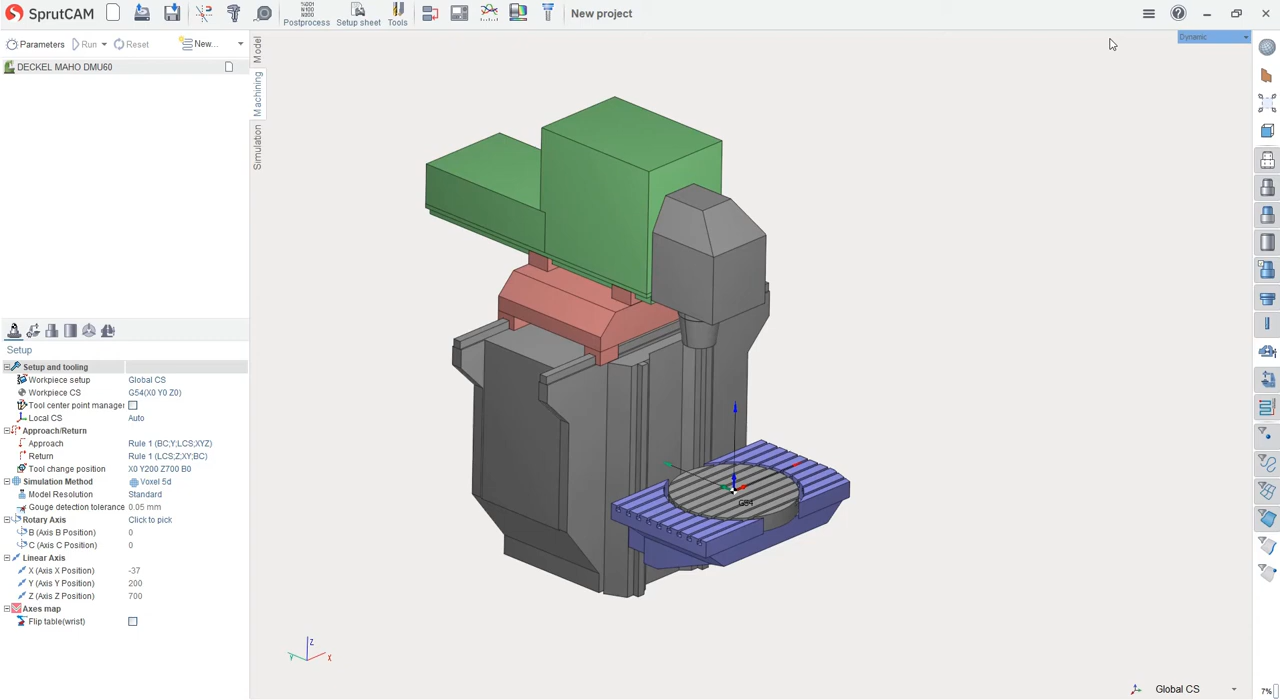 SprutCAM
N000
N100
N200
Postprocess
Setup sheet
Tools
New project
Parameters
Run
Reset
New...
Dynamic
DECKEL MAHO DMU60
Model
Machining
Simulation
Setup
Setup and tooling
Workpiece setup Global CS
Workpiece CS G54(X0 Y0 Z0)
Tool center point manager
Local CS Auto
Approach/Return
Approach Rule 1 (BC;Y;LCS;XYZ)
Return Rule 1 (LCS;Z;XY;BC)
Tool change position X0 Y200 Z700 B0
Simulation Method Voxel 5d
Model Resolution Standard
Gouge detection tolerance 0.05 mm
Rotary Axis Click to pick
B (Axis B Position) 0
C (Axis C Position) 0
Linear Axis
X (Axis X Position) -37
Y (Axis Y Position) 200
Z (Axis Z Position) 700
Axes map
Flip table(wrist)
G54
Z
Y
X
Global CS
7%